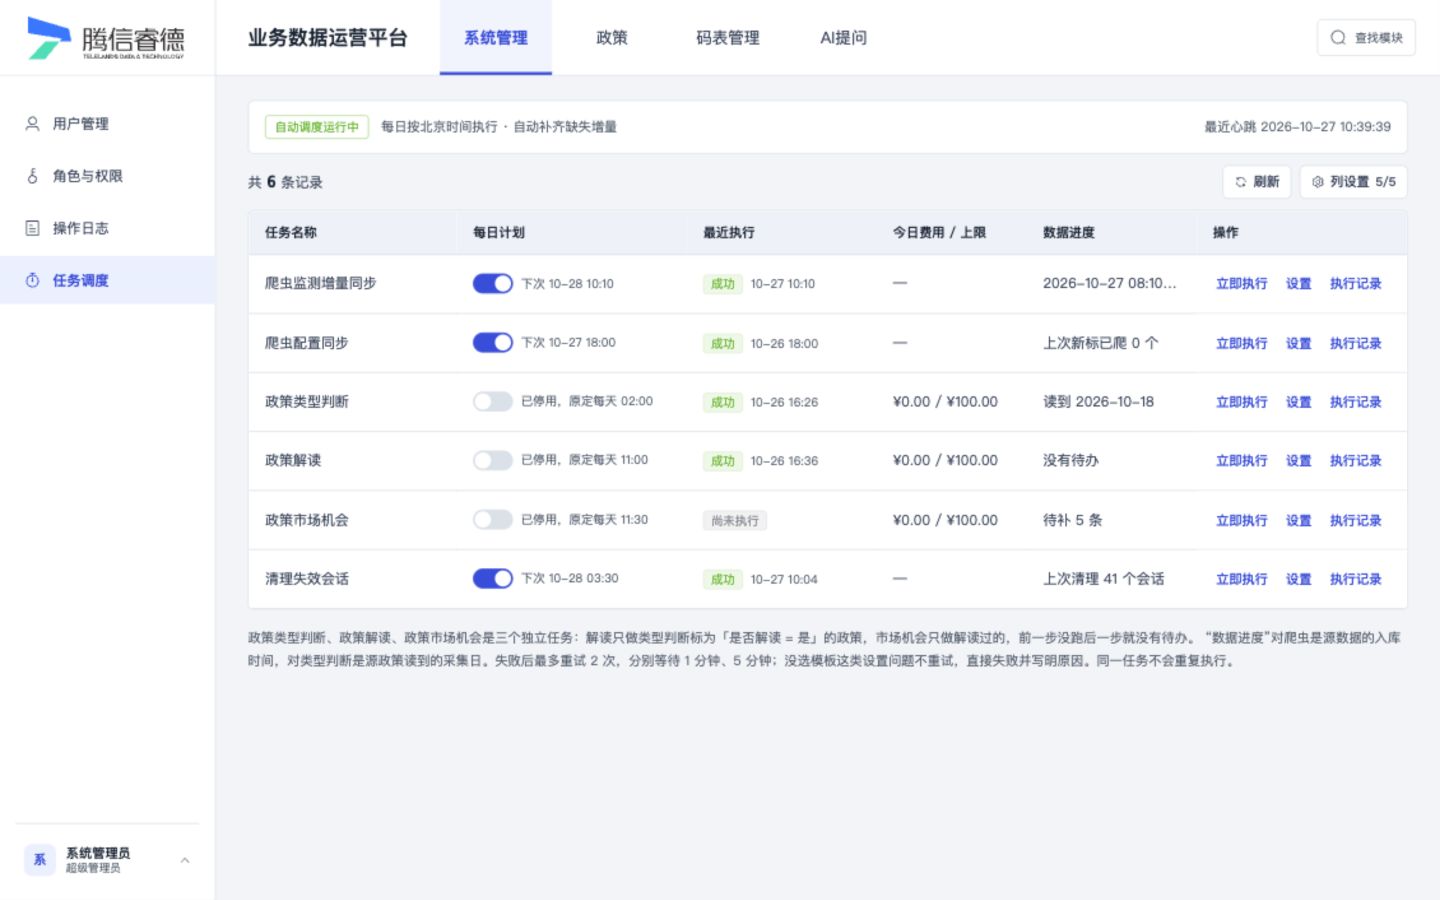 腾信睿德
TELELANDS DATA & TECHNOLOGY
业务数据运营平台
系统管理
政策
码表管理
AI提问
查找模块
用户管理
角色与权限
操作日志
任务调度
自动调度运行中 每日按北京时间执行 · 自动补齐缺失增量 最近心跳 2026-10-27 10:39:39
共 6 条记录 刷新 列设置 5/5
任务名称 每日计划 最近执行 今日费用 / 上限 数据进度 操作
爬虫监测增量同步 下次 10-28 10:10 成功 10-27 10:10 — 2026-10-27 08:10... 立即执行 设置 执行记录
爬虫配置同步 下次 10-27 18:00 成功 10-26 18:00 — 上次新标已爬 0 个 立即执行 设置 执行记录
政策类型判断 已停用，原定每天 02:00 成功 10-26 16:26 ¥0.00 / ¥100.00 读到 2026-10-18 立即执行 设置 执行记录
政策解读 已停用，原定每天 11:00 成功 10-26 16:36 ¥0.00 / ¥100.00 没有待办 立即执行 设置 执行记录
政策市场机会 已停用，原定每天 11:30 尚未执行 ¥0.00 / ¥100.00 待补 5 条 立即执行 设置 执行记录
清理失效会话 下次 10-28 03:30 成功 10-27 10:04 — 上次清理 41 个会话 立即执行 设置 执行记录
政策类型判断、政策解读、政策市场机会是三个独立任务：解读只做类型判断标为「是否解读 = 是」的政策，市场机会只做解读过的，前一步没跑后一步就没有待办。 “数据进度”对爬虫是源数据的入库
时间，对类型判断是源政策读到的采集日。失败后最多重试 2 次，分别等待 1 分钟、5 分钟；没选模板这类设置问题不重试，直接失败并写明原因。同一任务不会重复执行。
系 系统管理员
超级管理员